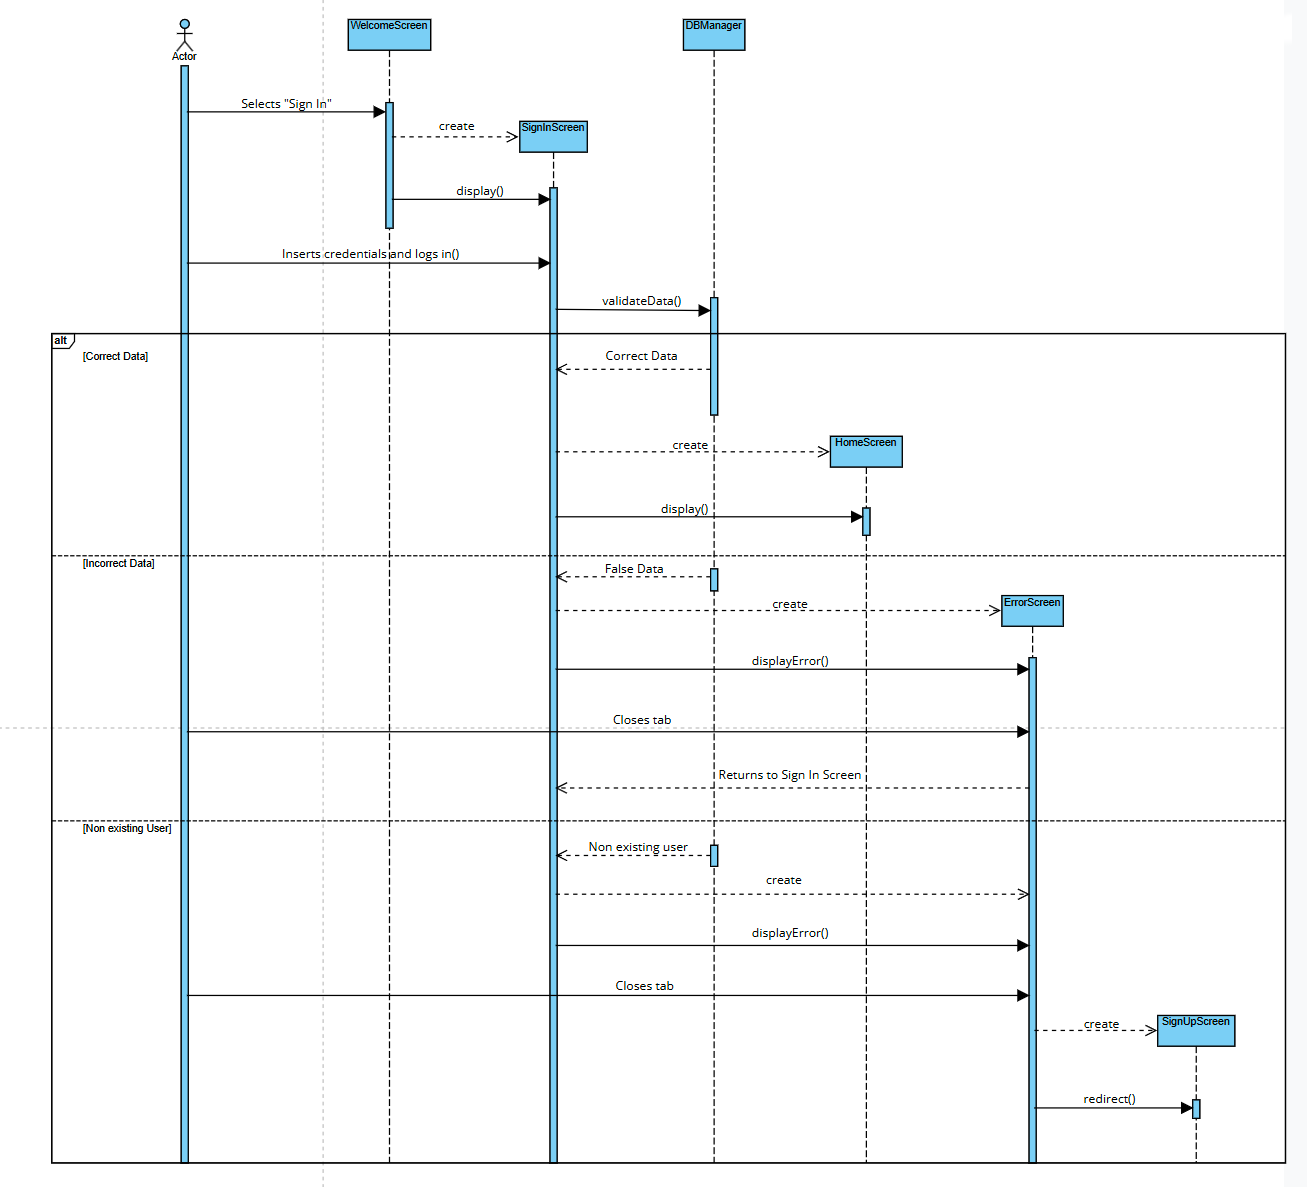 Actor
WelcomeScreen
DBManager
Selects "Sign In"
create
SignInScreen
display()
Inserts credentials and logs in()
validateData()
alt
[Correct Data]
Correct Data
create
HomeScreen
display()
[Incorrect Data]
False Data
create
ErrorScreen
displayError()
Closes tab
Returns to Sign In Screen
[Non existing User]
Non existing user
create
displayError()
Closes tab
create
SignUpScreen
redirect()